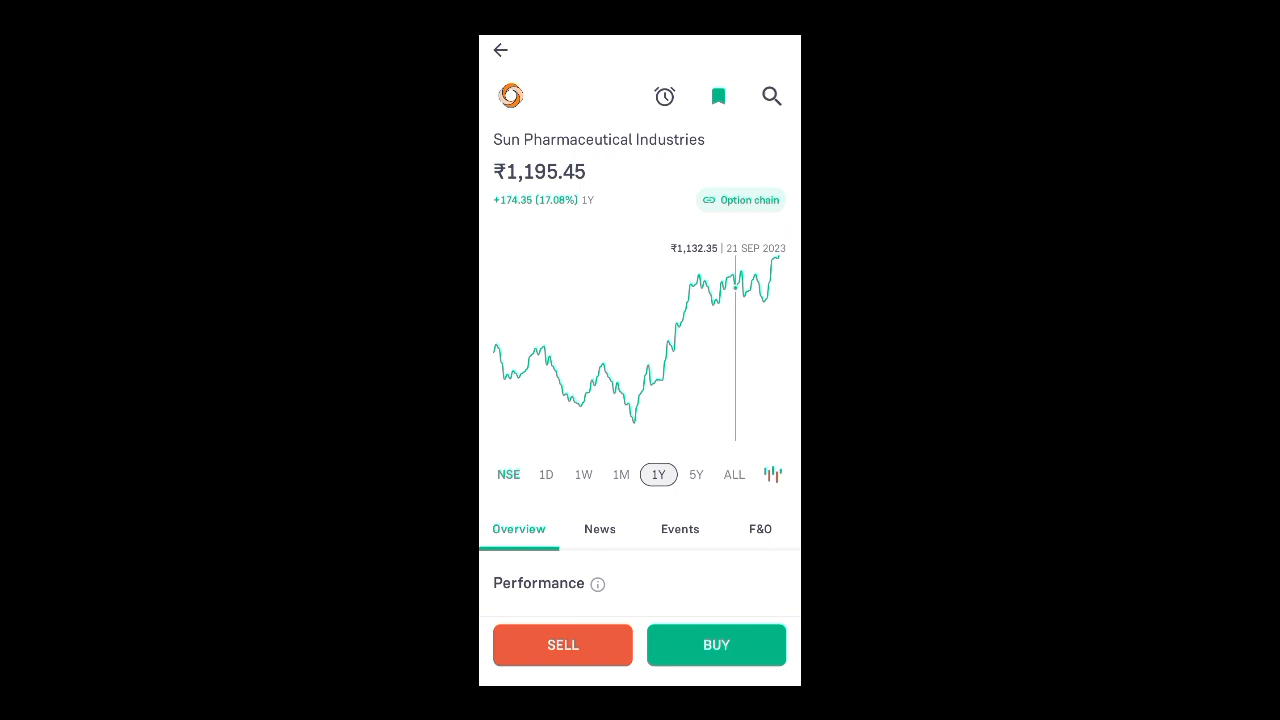 Sun Pharmaceutical Industries
₹1,195.45
+174.35 (17.08%) 1Y
Option chain
₹1,132.35 | 21 SEP 2023
NSE 1D 1W 1M 1Y 5Y ALL
Overview News Events F&O
Performance
SELL BUY